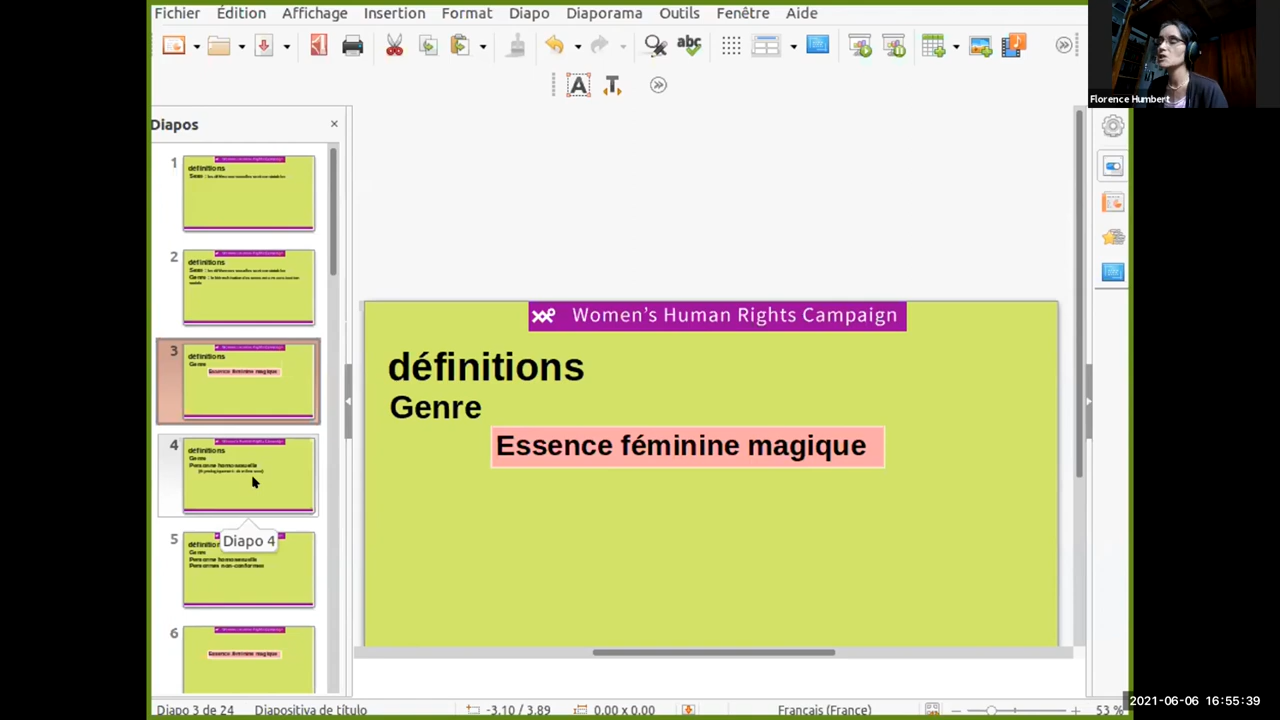 Fichier Édition Affichage Insertion Format Diapo Diaporama Outils Fenêtre Aide
Florence Humbert
Diapos
1
définitions
2
définitions
Genre
3
définitions
Genre
Essence féminine magique
4
définitions
Genre
Personne homosexuelle
Diapo 4
5
Genre
Personne homosexuelle
Personnes non-conformes
6
Essence féminine magique
Women's Human Rights Campaign
définitions
Genre
Essence féminine magique
Diapo 3 de 24 Diapositiva de título -3,10 / 3,89 0,00 x 0,00 Français (France) 53 %
2021-06-06 16:55:39